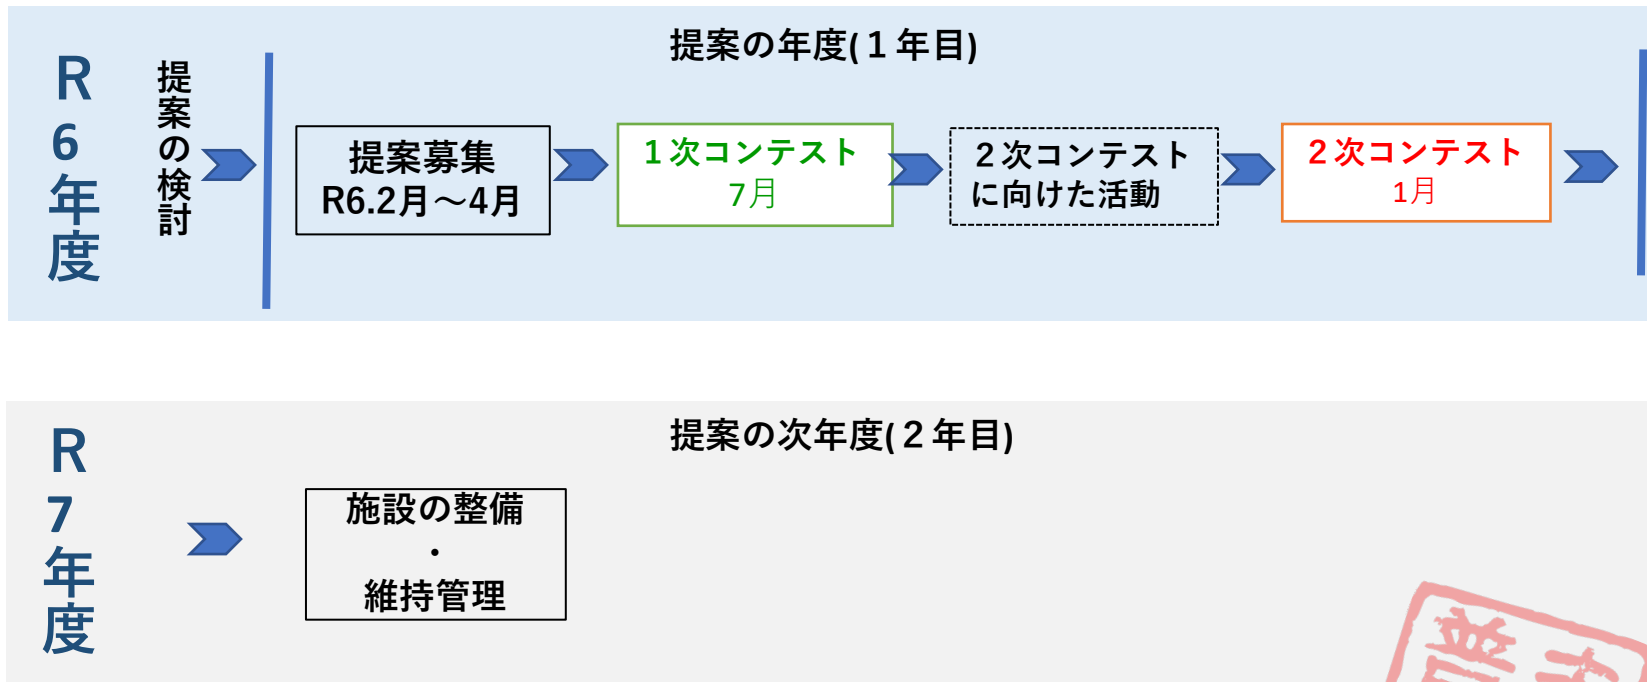 提案の年度(１年目)
R6年度
提案の検討
提案募集
R6.2月～4月
１次コンテスト
7月
２次コンテスト
に向けた活動
２次コンテスト
1月
提案の次年度(２年目)
R7年度
施設の整備
・
維持管理